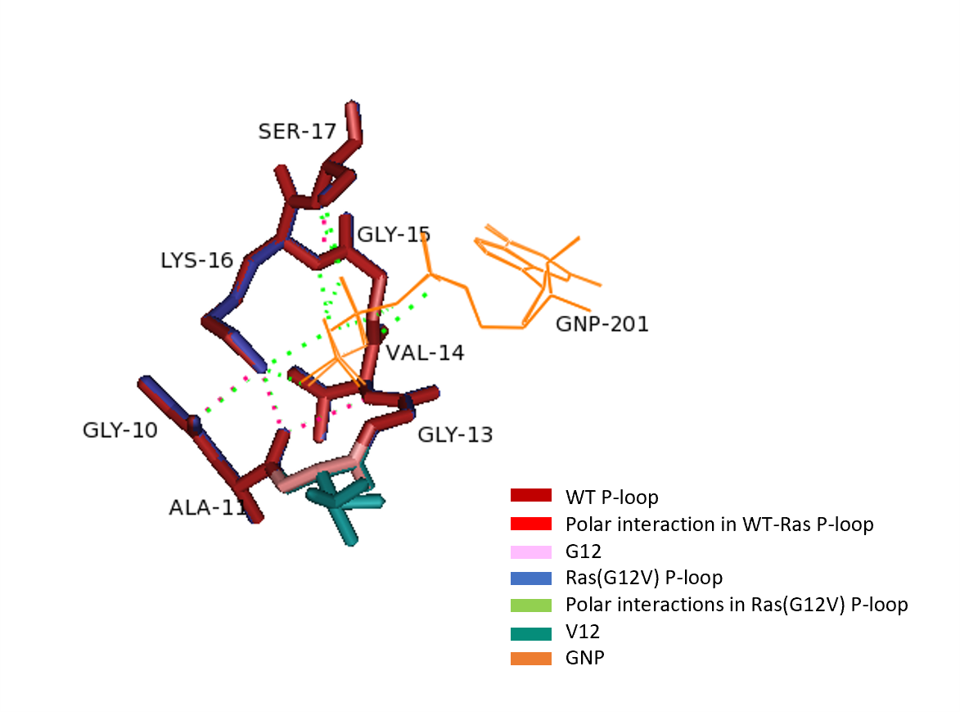 SER-17
GLY-15
LYS-16
GNP-201
VAL-14
GLY-10
GLY-13
ALA-11
WT P-loop
Polar interaction in WT-Ras P-loop
G12
Ras(G12V) P-loop
Polar interactions in Ras(G12V) P-loop
V12
GNP